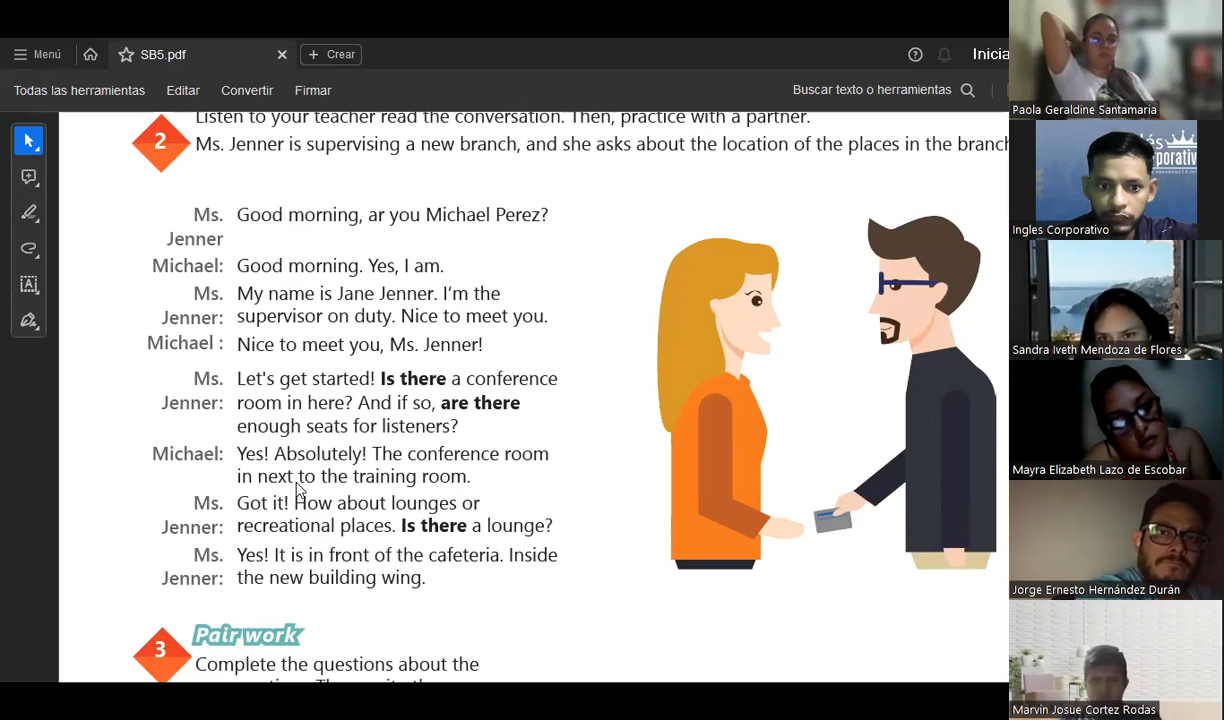 Menú
SB5.pdf
Crear
Inicia
Todas las herramientas
Editar
Convertir
Firmar
Buscar texto o herramientas
Listen to your teacher read the conversation. Then, practice with a partner.
2
Ms. Jenner is supervising a new branch, and she asks about the location of the places in the branch
Ms. Jenner
Good morning, ar you Michael Perez?
Michael: Good morning. Yes, I am.
Ms. My name is Jane Jenner. I'm the
Jenner: supervisor on duty. Nice to meet you.
Michael : Nice to meet you, Ms. Jenner!
Ms. Let's get started! Is there a conference
Jenner: room in here? And if so, are there
enough seats for listeners?
Michael: Yes! Absolutely! The conference room
in next to the training room.
Ms. Got it! How about lounges or
Jenner: recreational places. Is there a lounge?
Ms. Yes! It is in front of the cafeteria. Inside
Jenner: the new building wing.
Pair work
3
Complete the questions about the
Paola Geraldine Santamaria
Ingles Corporativo
Sandra Iveth Mendoza de Flores
Mayra Elizabeth Lazo de Escobar
Jorge Ernesto Hernández Durán
Marvin Josue Cortez Rodas